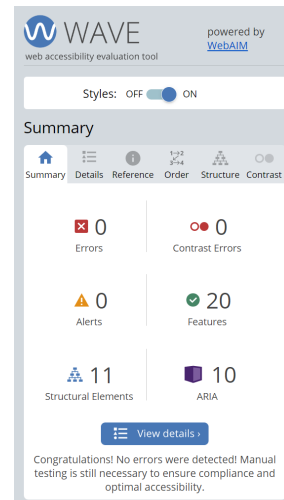 WAVE
powered by
WebAIM
web accessibility evaluation tool
Styles: OFF ON
Summary
Summary Details Reference Order Structure Contrast
0 0
Errors Contrast Errors
0 20
Alerts Features
11 10
Structural Elements ARIA
View details ›
Congratulations! No errors were detected! Manual
testing is still necessary to ensure compliance and
optimal accessibility.